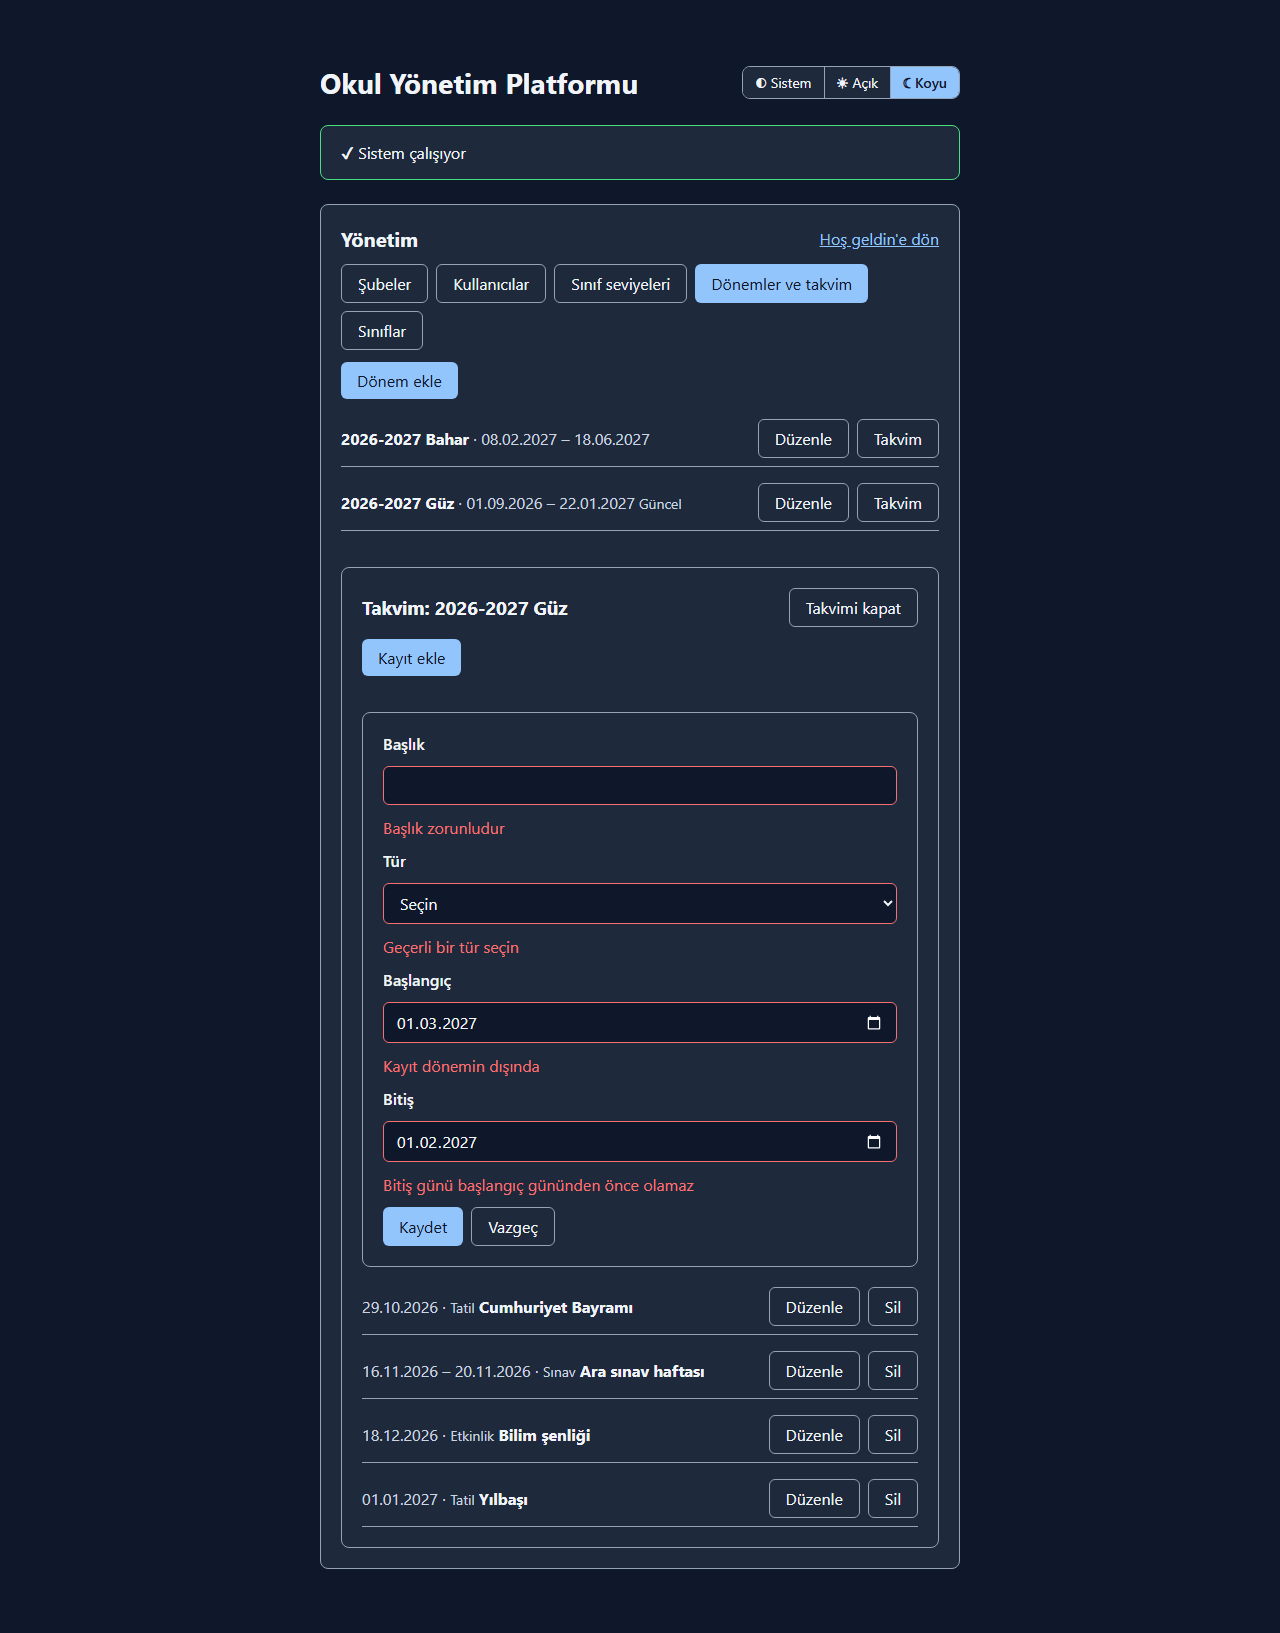 Okul Yönetim Platformu
◐ Sistem
☀ Açık
☾ Koyu
✓ Sistem çalışıyor
Yönetim
Hoş geldin'e dön
Şubeler
Kullanıcılar
Sınıf seviyeleri
Dönemler ve takvim
Sınıflar
Dönem ekle
2026-2027 Bahar · 08.02.2027 – 18.06.2027
Düzenle
Takvim
2026-2027 Güz · 01.09.2026 – 22.01.2027 Güncel
Düzenle
Takvim
Takvim: 2026-2027 Güz
Takvimi kapat
Kayıt ekle
Başlık
Başlık zorunludur
Tür
Seçin
Geçerli bir tür seçin
Başlangıç
01.03.2027
Kayıt dönemin dışında
Bitiş
01.02.2027
Bitiş günü başlangıç gününden önce olamaz
Kaydet
Vazgeç
29.10.2026 · Tatil Cumhuriyet Bayramı
Düzenle
Sil
16.11.2026 – 20.11.2026 · Sınav Ara sınav haftası
Düzenle
Sil
18.12.2026 · Etkinlik Bilim şenliği
Düzenle
Sil
01.01.2027 · Tatil Yılbaşı
Düzenle
Sil